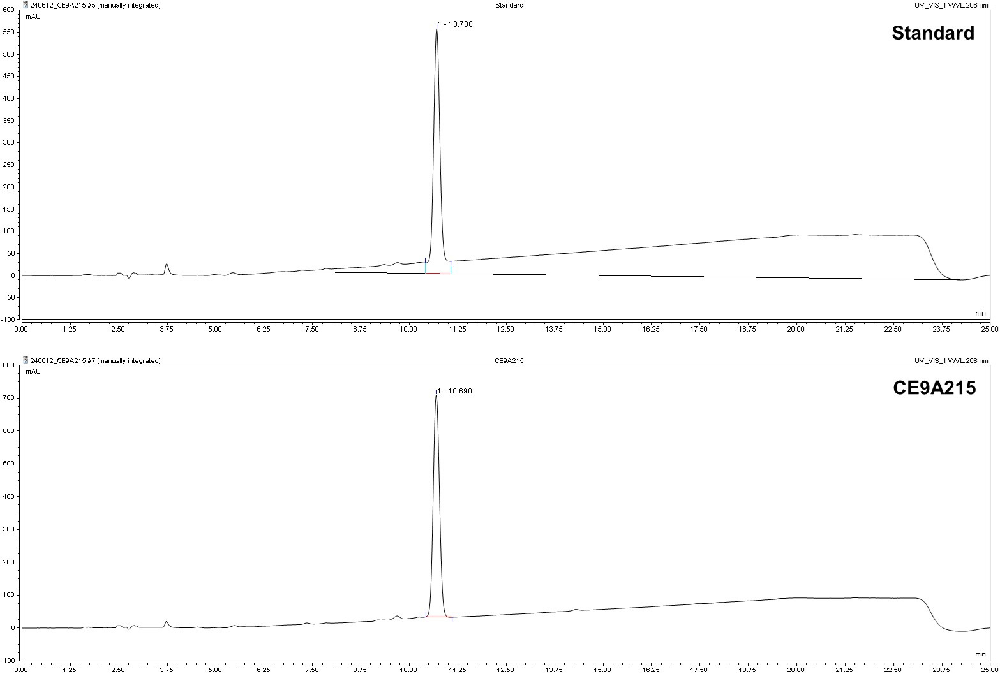 240612_CE9A215 #5 [manually integrated] Standard UV_VIS_1 WVL:208 nm
600 mAU
1 - 10.700
Standard
550
500
450
400
350
300
250
200
150
100
50
0
-50
-100 min
0.00 1.25 2.50 3.75 5.00 6.25 7.50 8.75 10.00 11.25 12.50 13.75 15.00 16.25 17.50 18.75 20.00 21.25 22.50 23.75 25.00
240612_CE9A215 #7 [manually integrated] CE9A215 UV_VIS_1 WVL:208 nm
800 mAU
CE9A215
1 - 10.690
700
600
500
400
300
200
100
0
-100 min
0.00 1.25 2.50 3.75 5.00 6.25 7.50 8.75 10.00 11.25 12.50 13.75 15.00 16.25 17.50 18.75 20.00 21.25 22.50 23.75 25.00